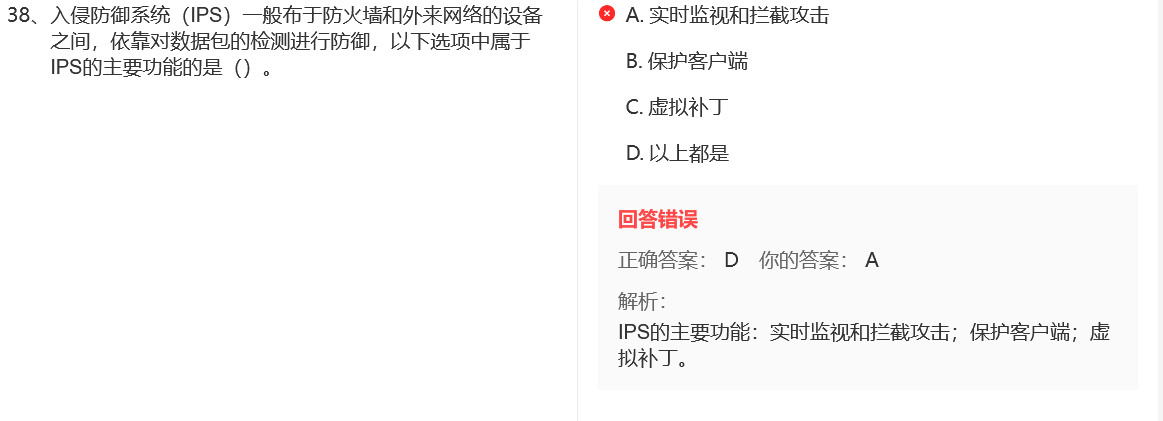 38、入侵防御系统（IPS）一般布于防火墙和外来网络的设备
之间，依靠对数据包的检测进行防御，以下选项中属于
IPS的主要功能的是（）。
A. 实时监视和拦截攻击
B. 保护客户端
C. 虚拟补丁
D. 以上都是
回答错误
正确答案： D 你的答案： A
解析：
IPS的主要功能：实时监视和拦截攻击；保护客户端；虚
拟补丁。